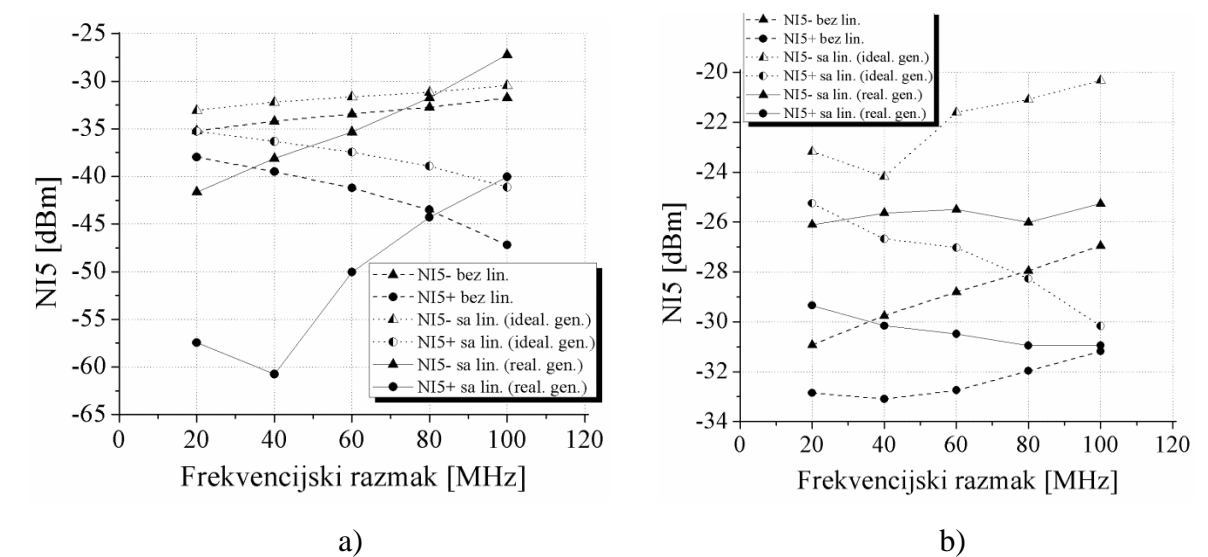 -25
-30
-35
-40
-45
-50
-55
-60
-65
NI5 [dBm]
0 20 40 60 80 100 120
Frekvencijski razmak [MHz]
NI5- bez lin.
NI5+ bez lin.
NI5- sa lin. (ideal. gen.)
NI5+ sa lin. (ideal. gen.)
NI5- sa lin. (real. gen.)
NI5+ sa lin. (real. gen.)
a)
NI5- bez lin.
NI5+ bez lin.
NI5- sa lin. (ideal. gen.)
NI5+ sa lin. (ideal. gen.)
NI5- sa lin. (real. gen.)
NI5+ sa lin. (real. gen.)
-20
-22
-24
-26
-28
-30
-32
-34
NI5 [dBm]
0 20 40 60 80 100 120
Frekvencijski razmak [MHz]
b)